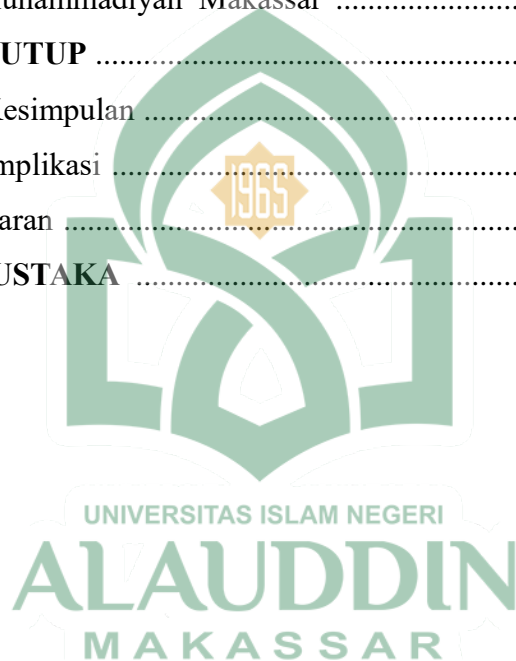 uhammadiyah Makassar ..................................
UTUP ................................................................
esimpulan ..........................................................
mplikasi .............................................................
aran ....................................................................
USTAKA ..........................................................
1965
UNIVERSITAS ISLAM NEGERI
ALAUDDIN
MAKASSAR